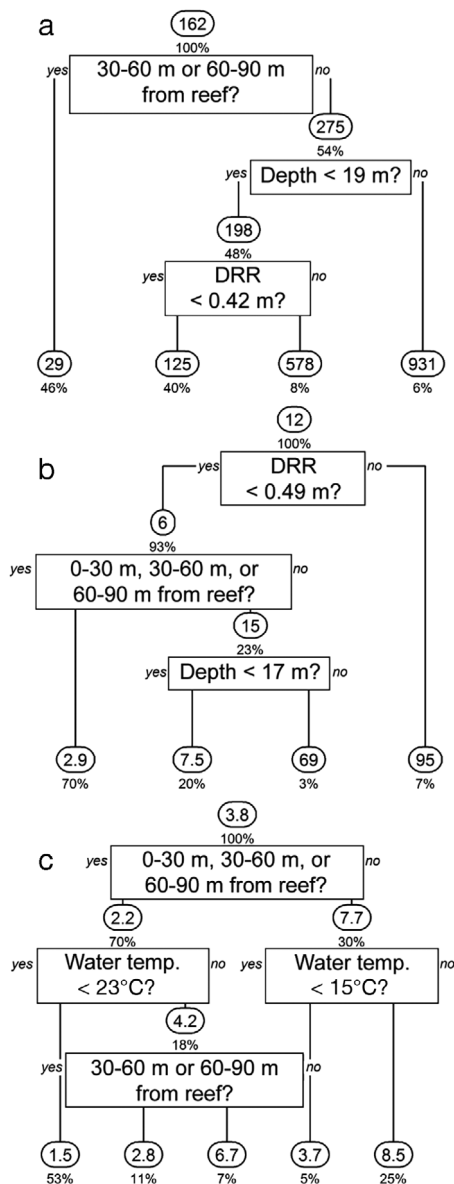 a
162
100%
yes
30-60 m or 60-90 m
from reef?
no
275
54%
yes
Depth < 19 m?
no
198
48%
yes
DRR
< 0.42 m?
no
29
125
578
931
46%
40%
8%
6%
b
12
100%
yes
DRR
< 0.49 m?
no
6
93%
yes
0-30 m, 30-60 m, or
60-90 m from reef?
no
15
23%
yes
Depth < 17 m?
no
2.9
7.5
69
95
70%
20%
3%
7%
c
3.8
100%
yes
0-30 m, 30-60 m, or
60-90 m from reef?
no
2.2
7.7
70%
30%
yes
Water temp.
< 23°C?
no
yes
Water temp.
< 15°C?
no
4.2
18%
yes
30-60 m or 60-90 m
from reef?
no
1.5
2.8
6.7
3.7
8.5
53%
11%
7%
5%
25%